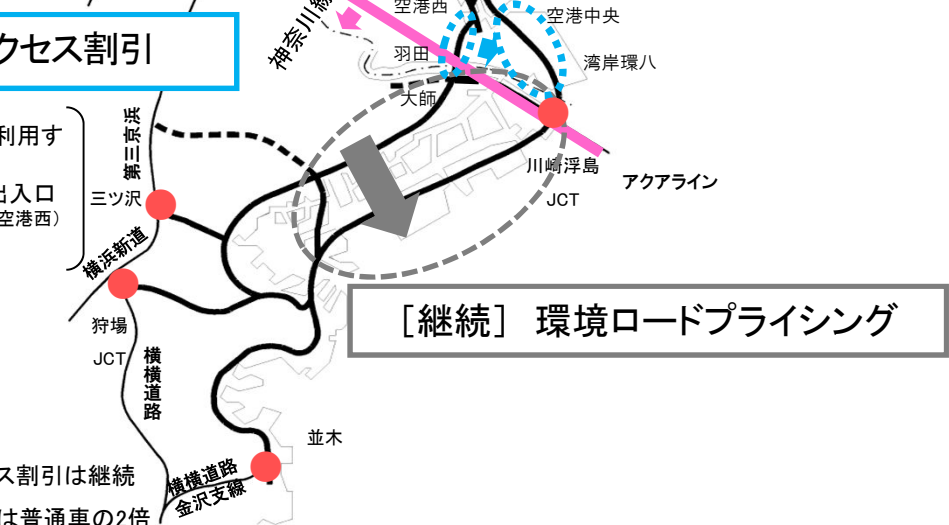 神奈川線
空港西
空港中央
クセス割引
羽田
湾岸環八
大師
利用す
第三京浜
川崎浮島
JCT
アクアライン
出入口
空港西）
三ツ沢
横浜新道
［継続］ 環境ロードプライシング
狩場
JCT
横横道路
並木
ス割引は継続
横横道路
金沢支線
は普通車の2倍